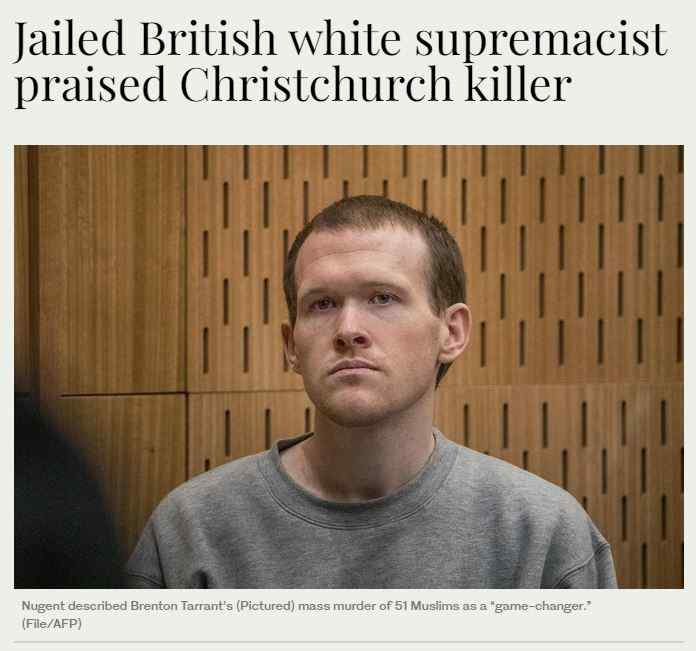 Jailed British white supremacist
praised Christchurch killer
Nugent described Brenton Tarrant's (Pictured) mass murder of 51 Muslims as a "game-changer."
(File/AFP)